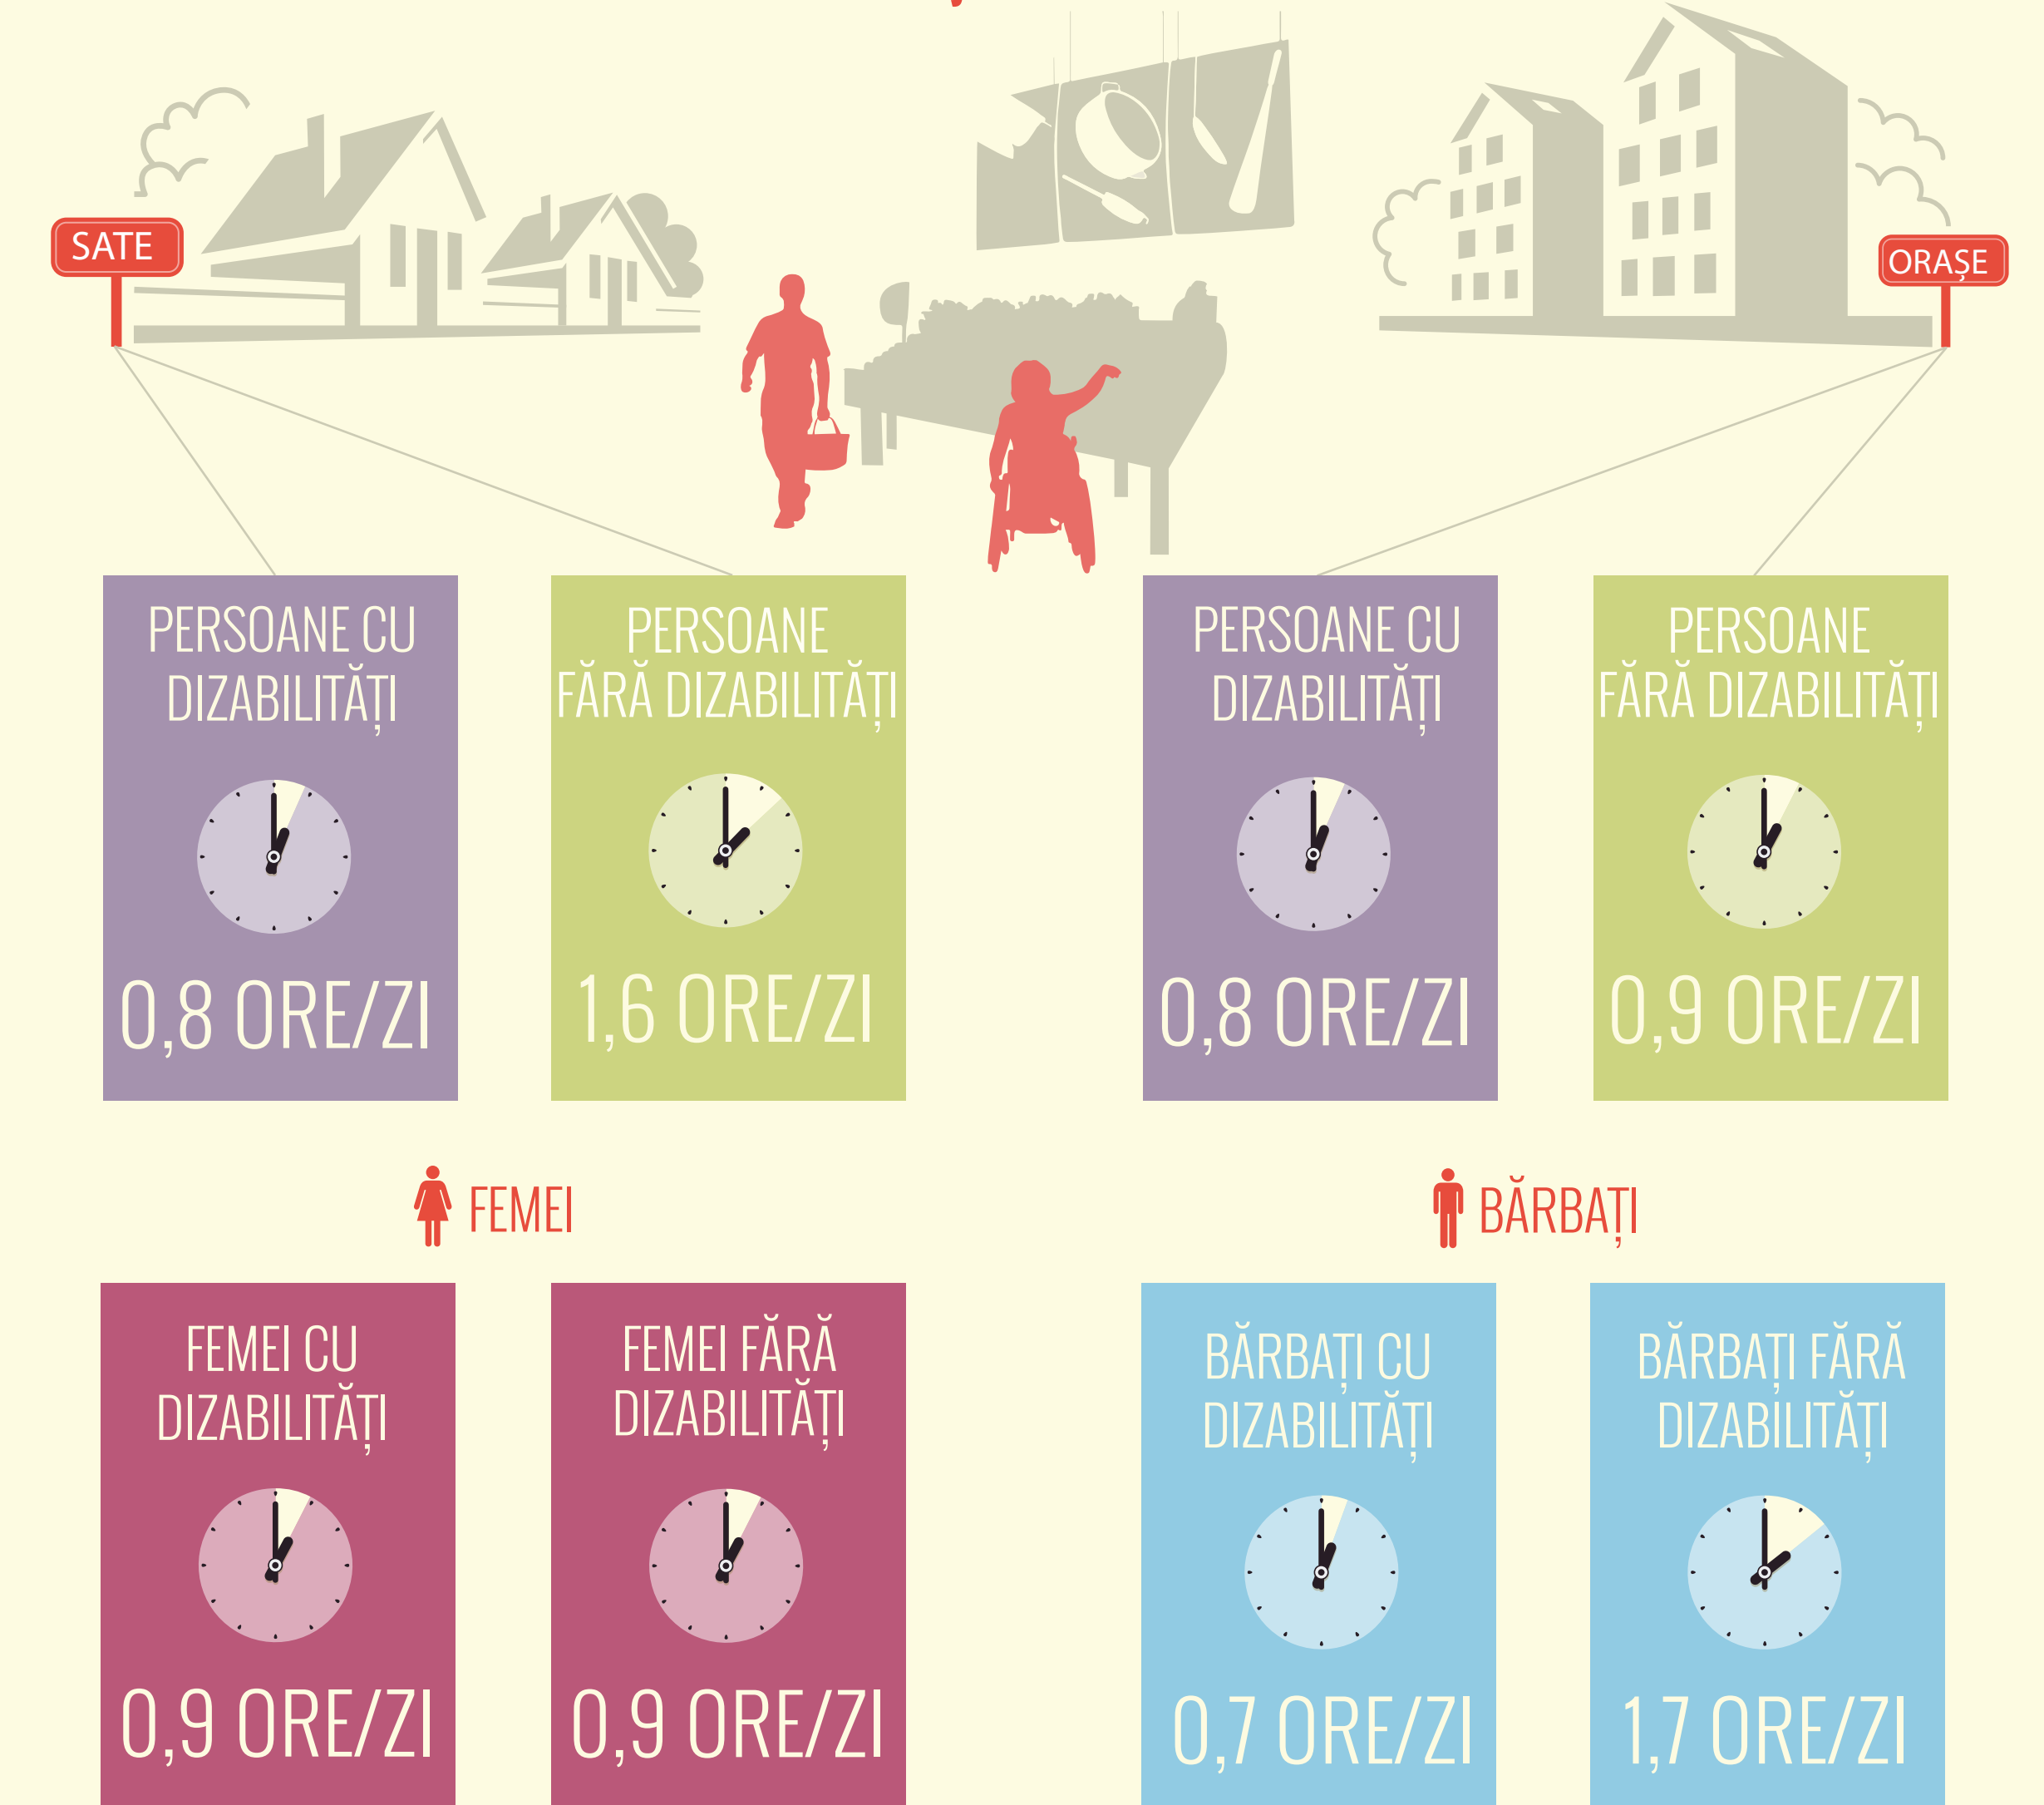 SATE
ORAȘE
PERSOANE CU
DIZABILITĂȚI
0,8 ORE/ZI
PERSOANE
FĂRĂ DIZABILITĂȚI
1,6 ORE/ZI
PERSOANE CU
DIZABILITĂȚI
0,8 ORE/ZI
PERSOANE
FĂRĂ DIZABILITĂȚI
0,9 ORE/ZI
FEMEI
BĂRBAȚI
FEMEI CU
DIZABILITĂȚI
0,9 ORE/ZI
FEMEI FĂRĂ
DIZABILITĂȚI
0,9 ORE/ZI
BĂRBAȚI CU
DIZABILITĂȚI
0,7 ORE/ZI
BĂRBAȚI FĂRĂ
DIZABILITĂȚI
1,7 ORE/ZI